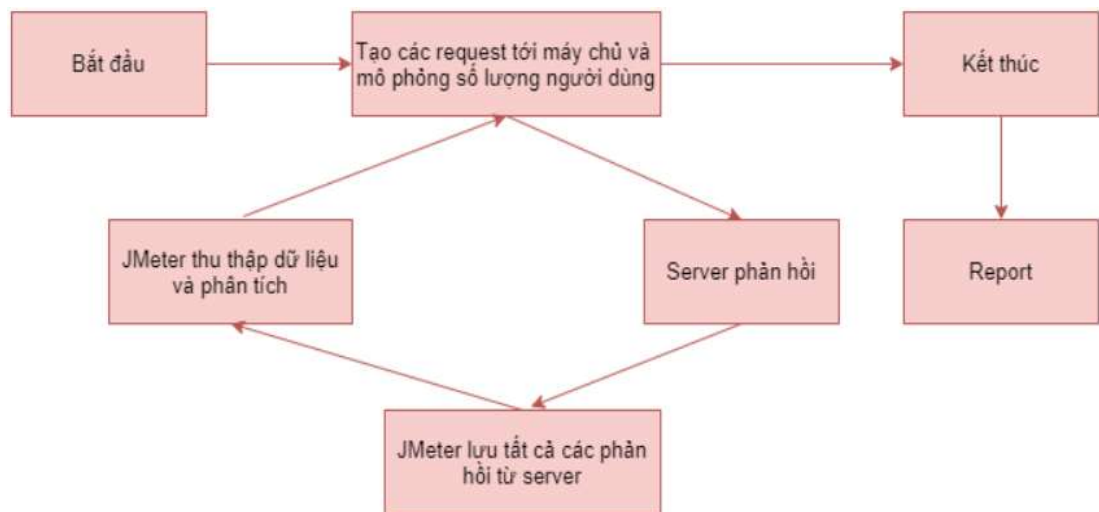 Bắt đầu
Tạo các request tới máy chủ và
mô phỏng số lượng người dùng
Kết thúc
JMeter thu thập dữ liệu
và phân tích
Server phản hồi
Report
JMeter lưu tất cả các phản
hồi từ server